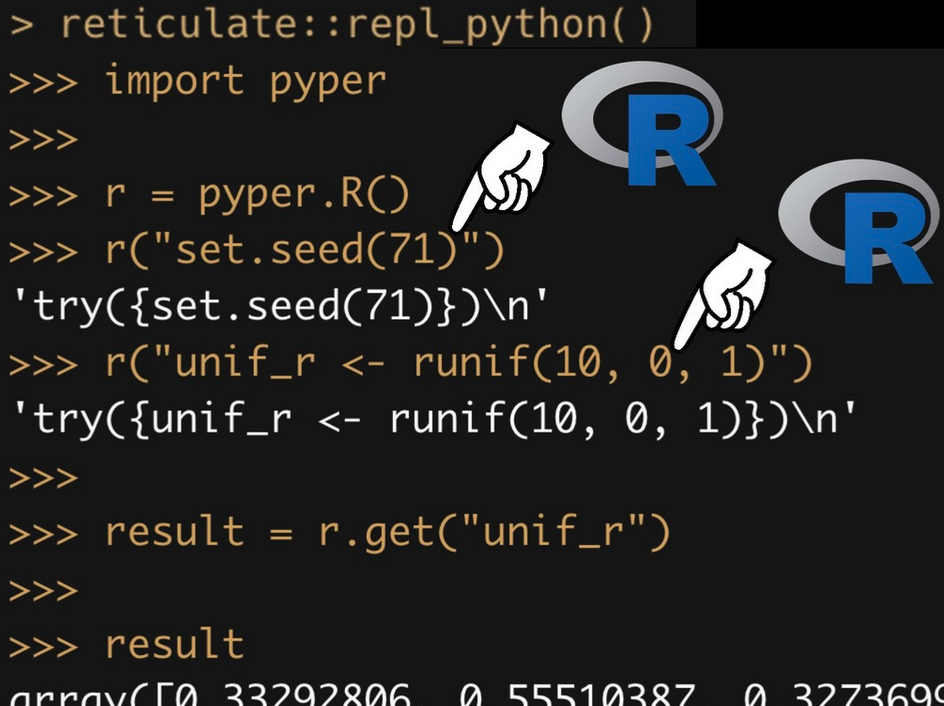 > reticulate::repl_python()
>>> import pyper
>>>
>>> r = pyper.R()
>>> r("set.seed(71)")
'try({set.seed(71)})\n'
>>> r("unif_r <- runif(10, 0, 1)")
'try({unif_r <- runif(10, 0, 1)})\n'
>>>
>>> result = r.get("unif_r")
>>>
>>> result
array([0.33292806, 0.55510387, 0.3273699
R
R